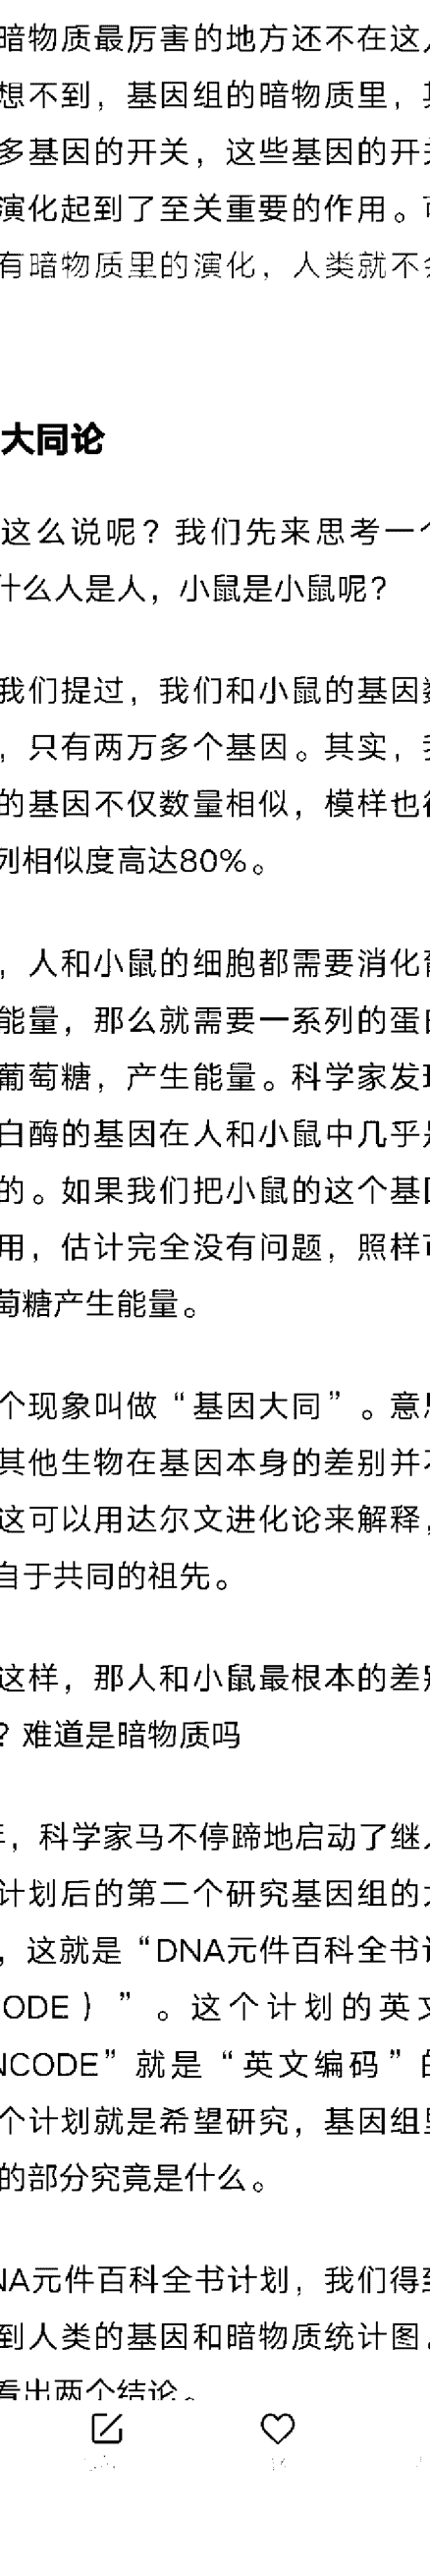 暗物质最厉害的地方还不在这
想不到，基因组的暗物质里，
多基因的开关，这些基因的开
演化起到了至关重要的作用。
有暗物质里的演化，人类就不
大同论
这么说呢？我们先来思考一
什么人是人，小鼠是小鼠呢？
我们提过，我们和小鼠的基因
，只有两万多个基因。其实，
的基因不仅数量相似，模样也
列相似度高达80%。
，人和小鼠的细胞都需要消化
能量，那么就需要一系列的蛋
葡萄糖，产生能量。科学家发
白酶的基因在人和小鼠中几乎
的。如果我们把小鼠的这个基
用，估计完全没有问题，照样
萄糖产生能量。
个现象叫做“基因大同”。意
其他生物在基因本身的差别并
这可以用达尔文进化论来解释，
自于共同的祖先。
这样，那人和小鼠最根本的差
？难道是暗物质吗
，科学家马不停蹄地启动了继
计划后的第二个研究基因组的
，这就是“DNA元件百科全书
ODE）”。这个计划的英
NCODE”就是“英文编码”
个计划就是希望研究，基因组
的部分究竟是什么。
NA元件百科全书计划，我们得
到人类的基因和暗物质统计图
看出两个结论。